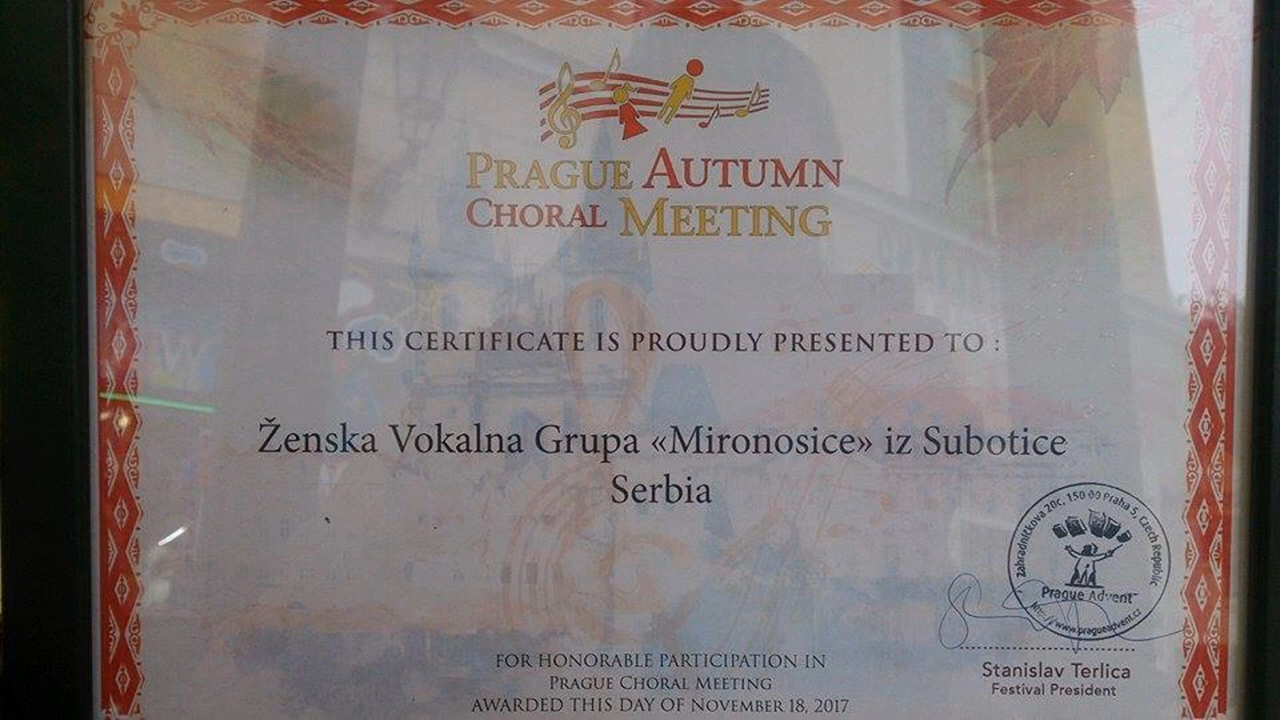 PRAGUE AUTUMN
CHORAL MEETING
THIS CERTIFICATE IS PROUDLY PRESENTED TO :
Ženska Vokalna Grupa «Mironosice» iz Subotice
Serbia
Zahradníčkova 20c, 150 00 Praha 5, Czech Republic
Prague Advent
http://www.pragueadvent.cz
Stanislav Terlica
Festival President
FOR HONORABLE PARTICIPATION IN
PRAGUE CHORAL MEETING
AWARDED THIS DAY OF NOVEMBER 18, 2017